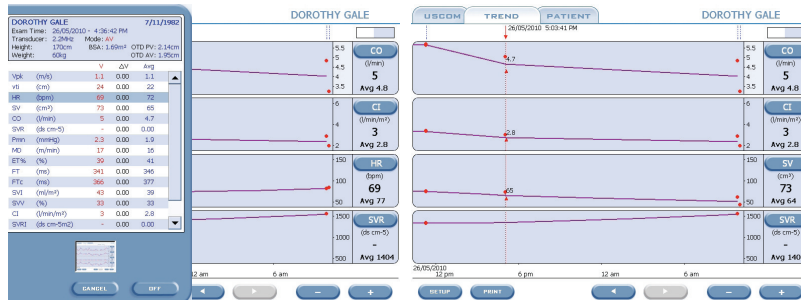 DOROTHY GALE 7/11/1982
Exam Time: 26/05/2010 - 4:36:42 PM
Transducer: 2.2MHz Mode: AV
Height: 170cm BSA: 1.69m² OTD PV: 2.14cm
Weight: 60kg OTD AV: 1.95cm
V ΔV Avg
Vpk (m/s) 1.1 0.00 1.1
vti (cm) 24 0.00 22
HR (bpm) 69 0.00 72
SV (cm³) 73 0.00 65
CO (l/min) 5 0.00 4.7
SVR (ds cm-5) - 0.00 0.00
Pmn (mmHg) 2.3 0.00 1.9
MD (m/min) 17 0.00 16
ET% (%) 39 0.00 41
FT (ms) 341 0.00 346
FTc (ms) 366 0.00 377
SVI (ml/m²) 43 0.00 39
SVV (%) 33 0.00 33
CI (l/min/m²) 3 0.00 2.8
SVRI (ds cm-5m2) - 0.00 0.00
CANCEL OFF
DOROTHY GALE
5.5
5
4.5
4
3.5
CO
(l/min)
5
Avg 4.8
6
4
2
CI
(l/min/m²)
3
Avg 2.8
150
100
50
HR
(bpm)
69
Avg 77
1500
1000
500
SVR
(ds cm-5)
-
Avg 1404
12 am 6 am
- +
USCOM TREND PATIENT
DOROTHY GALE
26/05/2010 5:03:41 PM
4.7
5.5
5
4.5
4
3.5
CO
(l/min)
5
Avg 4.8
2.8
6
4
2
CI
(l/min/m²)
3
Avg 2.8
65
150
100
50
SV
(cm³)
73
Avg 64
1500
1000
500
SVR
(ds cm-5)
-
Avg 1404
26/05/2010
12 pm 6 pm 12 am 6 am
SETUP PRINT - +